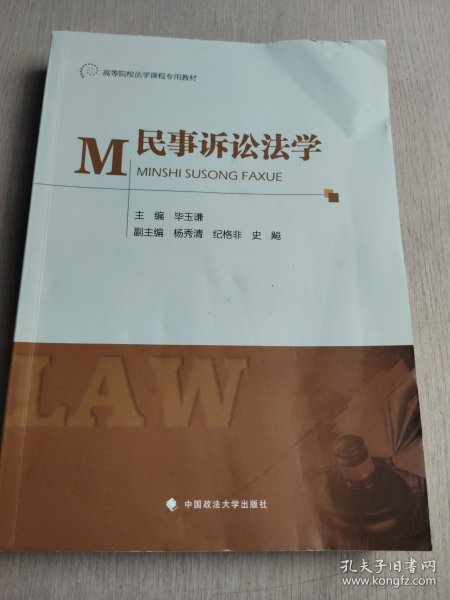 高等院校法学课程专用教材
M 民事诉讼法学
MINSHI SUSONG FAXUE
主 编 毕玉谦
副主编 杨秀清 纪格非 史 飚
LAW
中国政法大学出版社
孔夫子旧书网
www.kongfz.com